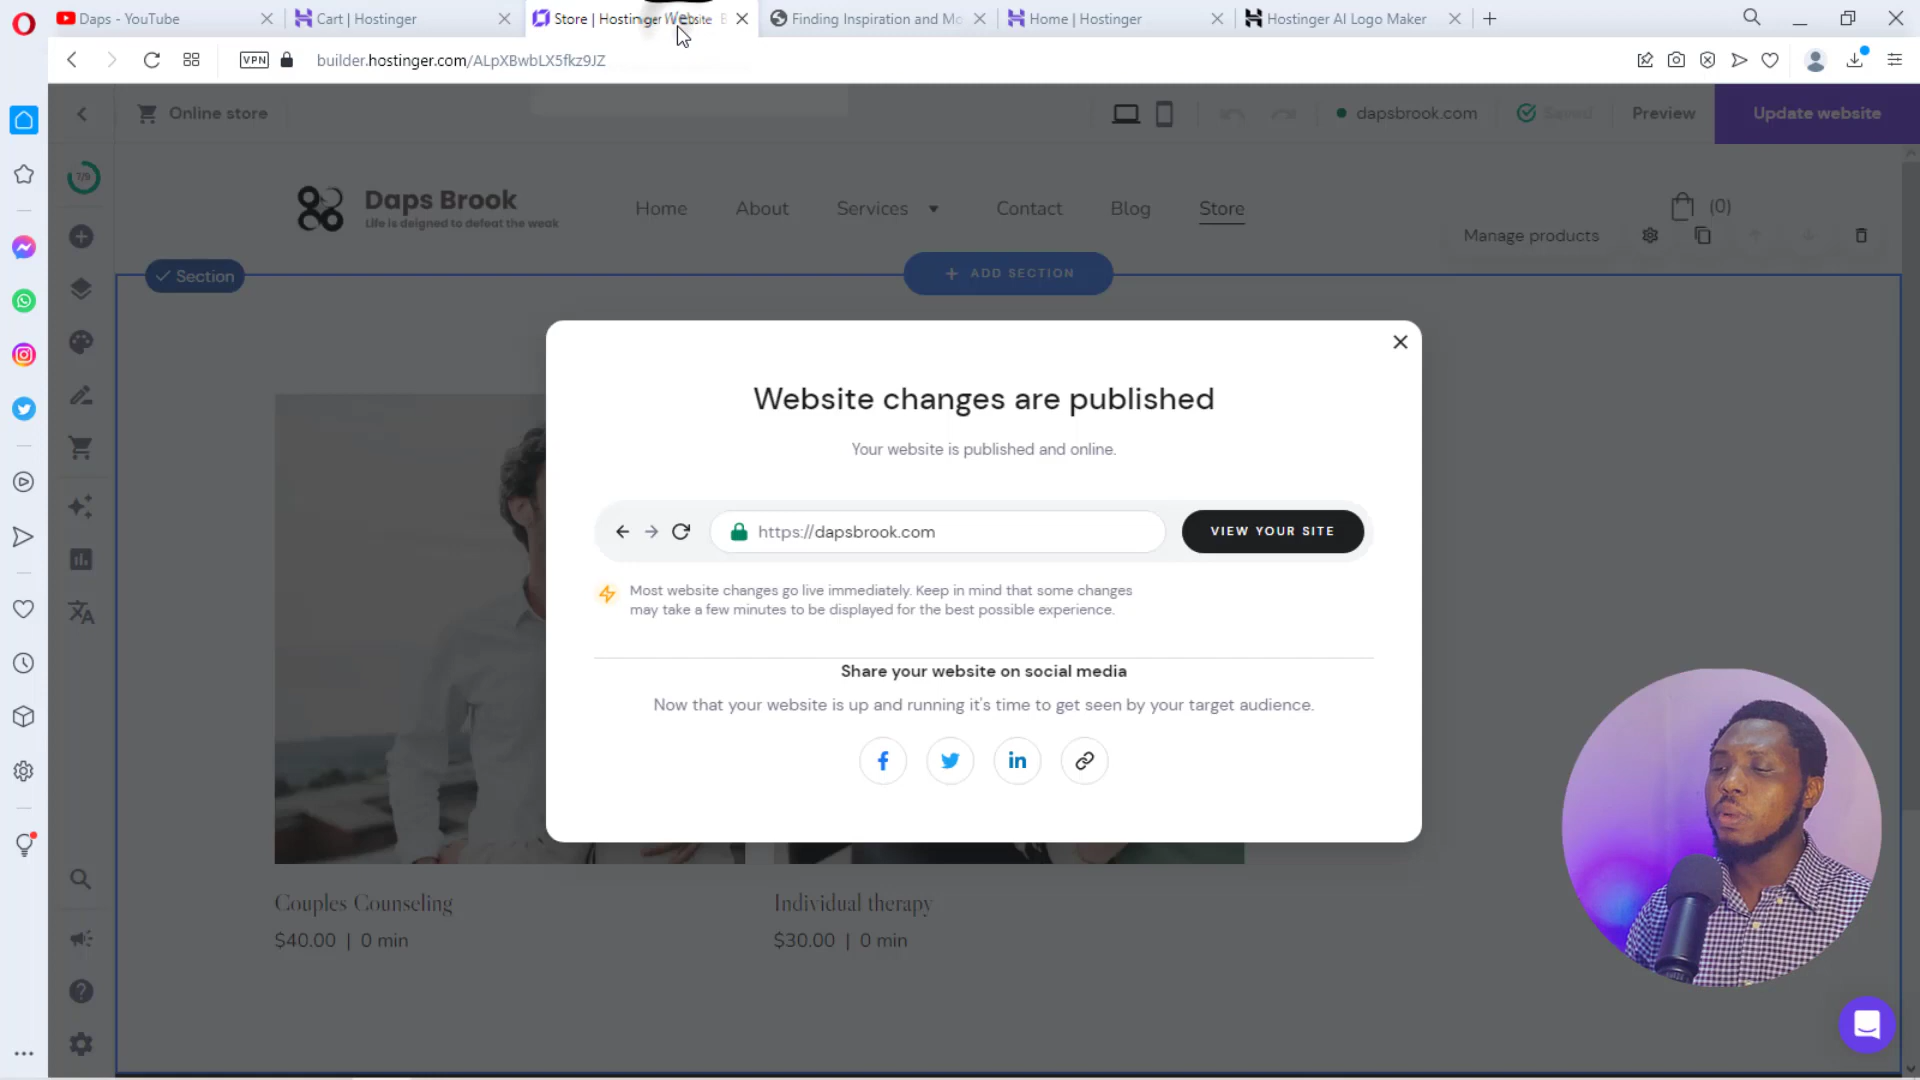 Daps - YouTube
Cart | Hostinger
Store | Hostinger Website
Finding Inspiration and Mo
Home | Hostinger
Hostinger AI Logo Maker
VPN
builder.hostinger.com/ALpXBwbLX5fkz9JZ
Online store
dapsbrook.com
Saved
Preview
Update website
7/9
Daps Brook
Life is deigned to defeat the weak
Home
About
Services
Contact
Blog
Store
(0)
Manage products
Section
+ ADD SECTION
Website changes are published
Your website is published and online.
https://dapsbrook.com
VIEW YOUR SITE
Most website changes go live immediately. Keep in mind that some changes
may take a few minutes to be displayed for the best possible experience.
Share your website on social media
Now that your website is up and running it's time to get seen by your target audience.
Couples Counseling
Individual therapy
$40.00 | 0 min
$30.00 | 0 min